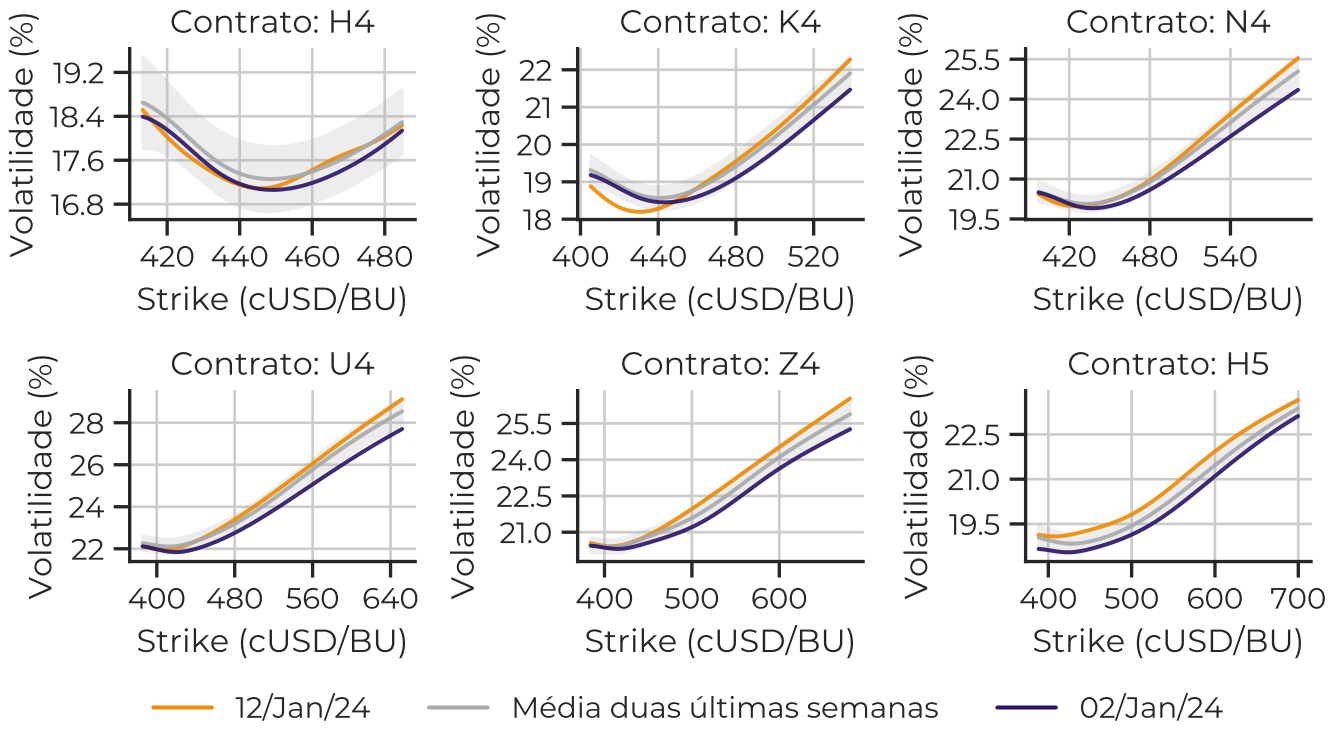 Contrato: H4
Volatilidade (%)
19.2
18.4
17.6
16.8
420 440 460 480
Strike (cUSD/BU)
Contrato: K4
Volatilidade (%)
22
21
20
19
18
400 440 480 520
Strike (cUSD/BU)
Contrato: N4
Volatilidade (%)
25.5
24.0
22.5
21.0
19.5
420 480 540
Strike (cUSD/BU)
Contrato: U4
Volatilidade (%)
28
26
24
22
400 480 560 640
Strike (cUSD/BU)
Contrato: Z4
Volatilidade (%)
25.5
24.0
22.5
21.0
400 500 600
Strike (cUSD/BU)
Contrato: H5
Volatilidade (%)
22.5
21.0
19.5
400 500 600 700
Strike (cUSD/BU)
12/Jan/24 Média duas últimas semanas 02/Jan/24